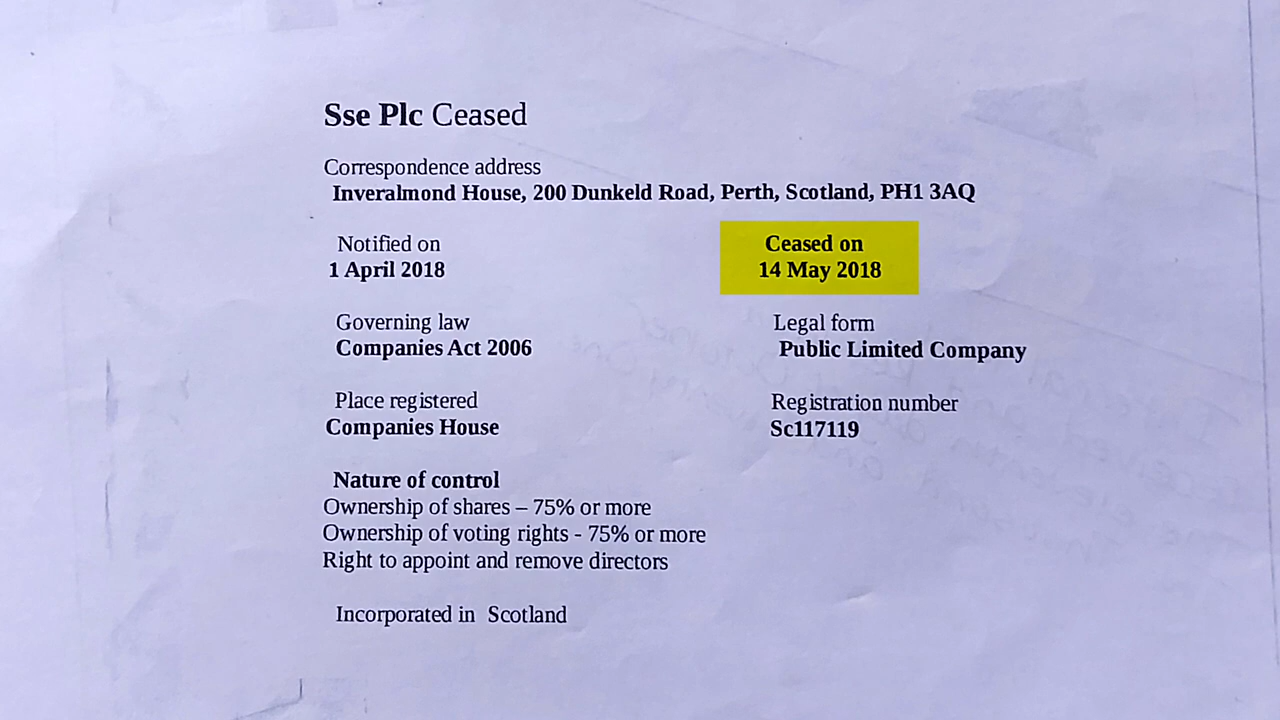 Sse Plc Ceased
Correspondence address
Inveralmond House, 200 Dunkeld Road, Perth, Scotland, PH1 3AQ
Notified on
1 April 2018
Ceased on
14 May 2018
Governing law
Companies Act 2006
Legal form
Public Limited Company
Place registered
Companies House
Registration number
Sc117119
Nature of control
Ownership of shares – 75% or more
Ownership of voting rights - 75% or more
Right to appoint and remove directors
Incorporated in Scotland